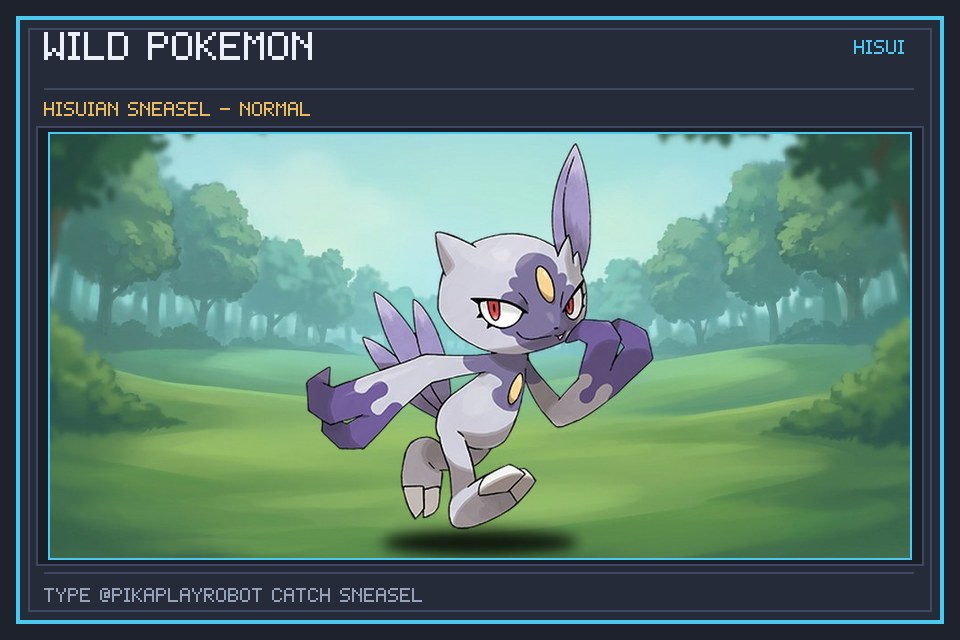 WILD POKEMON
HISUI
HISUIAN SNEASEL - NORMAL
TYPE @PIKAPLAYROBOT CATCH SNEASEL